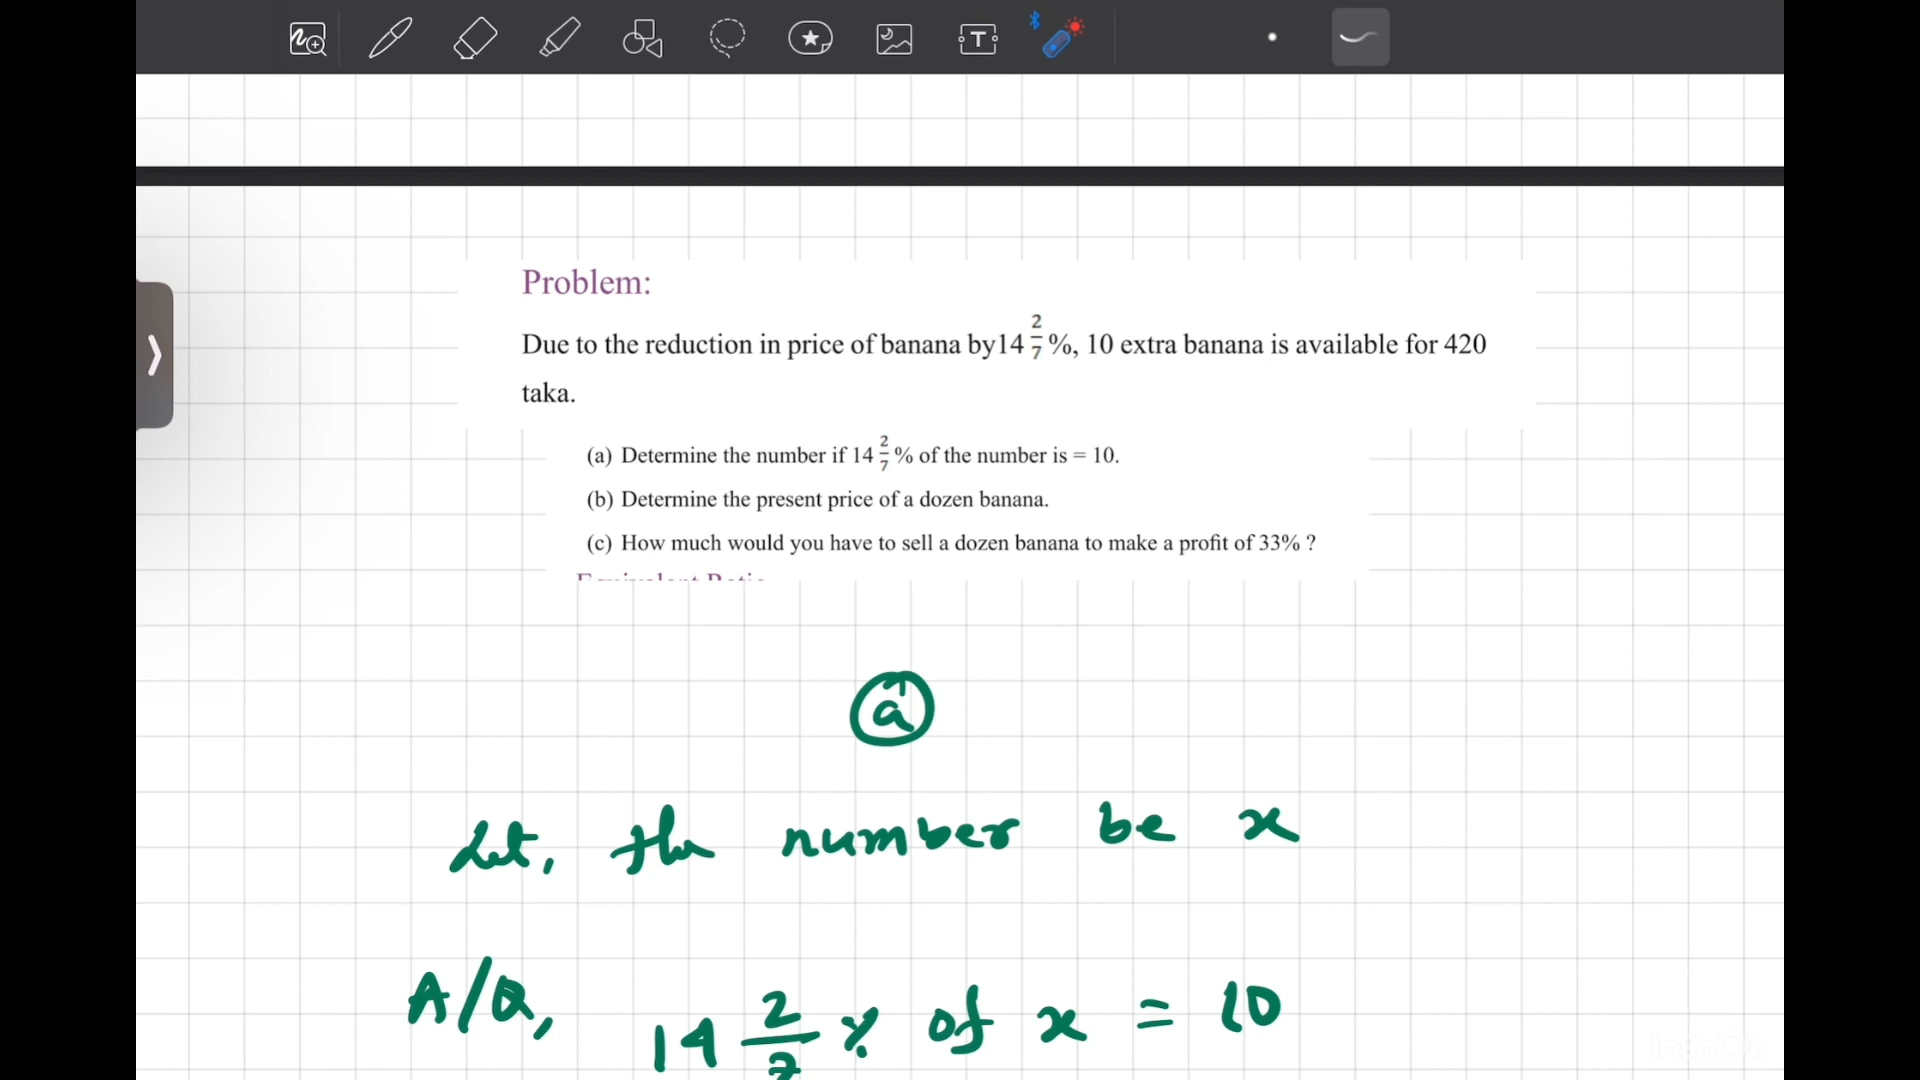 Problem:
Due to the reduction in price of banana by14 2/7 %, 10 extra banana is available for 420
taka.
(a) Determine the number if 14 2/7 % of the number is = 10.
(b) Determine the present price of a dozen banana.
(c) How much would you have to sell a dozen banana to make a profit of 33% ?
a
Let, the number be x
A/Q, 14 2/7 % of x = 10